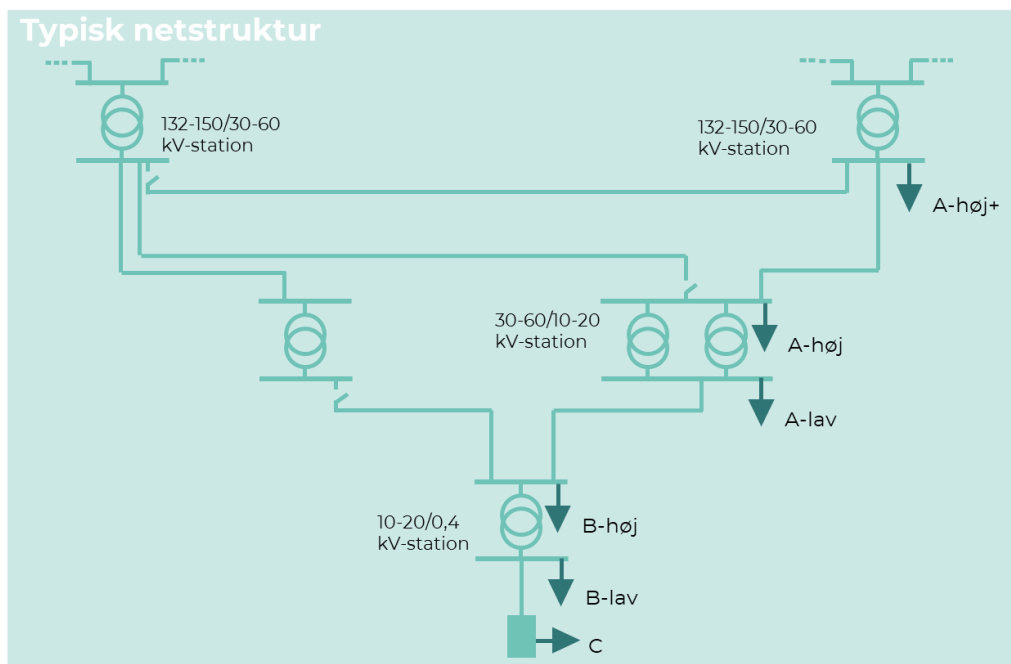 Typisk netstruktur
132-150/30-60
kV-station
132-150/30-60
kV-station
A-høj+
30-60/10-20
kV-station
A-høj
A-lav
10-20/0,4
kV-station
B-høj
B-lav
C